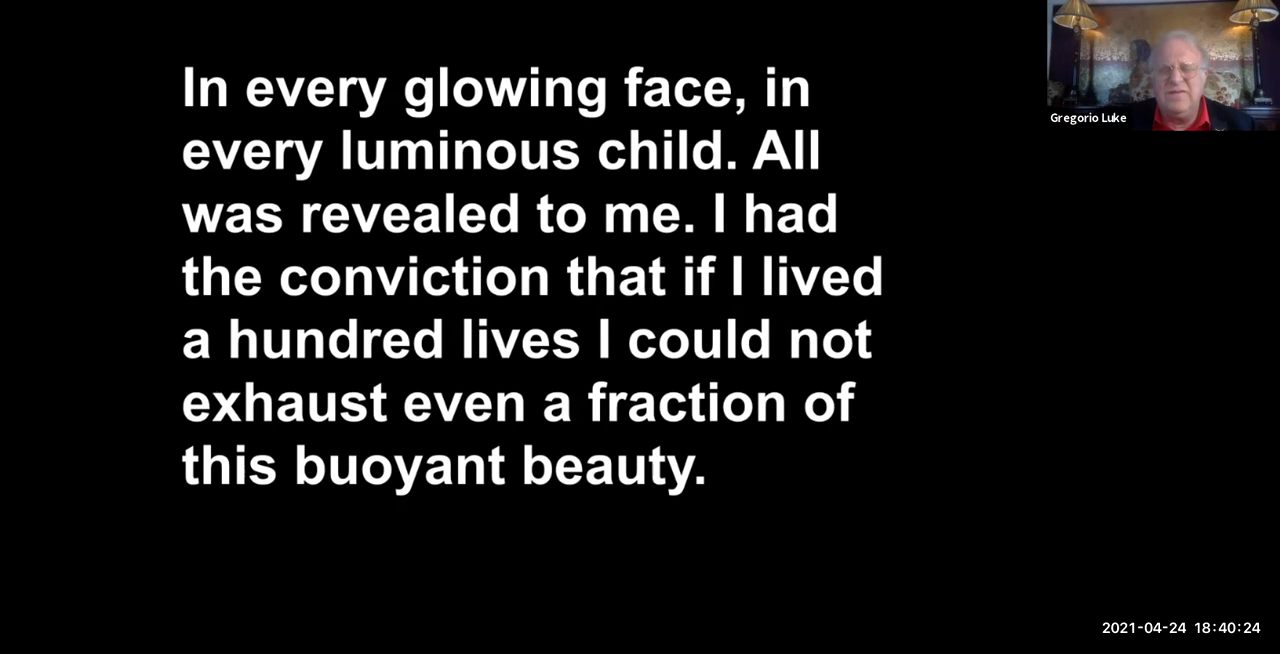 In every glowing face, in
every luminous child. All
was revealed to me. I had
the conviction that if I lived
a hundred lives I could not
exhaust even a fraction of
this buoyant beauty.
Gregorio Luke
2021-04-24 18:40:24